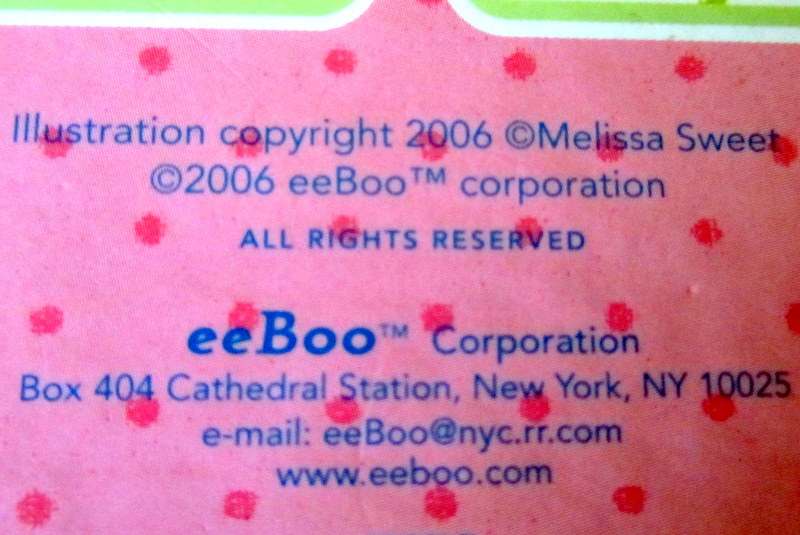 Illustration copyright 2006 ©Melissa Sweet
©2006 eeBoo™ corporation
ALL RIGHTS RESERVED
eeBoo™ Corporation
Box 404 Cathedral Station, New York, NY 10025
e-mail: eeBoo@nyc.rr.com
www.eeboo.com